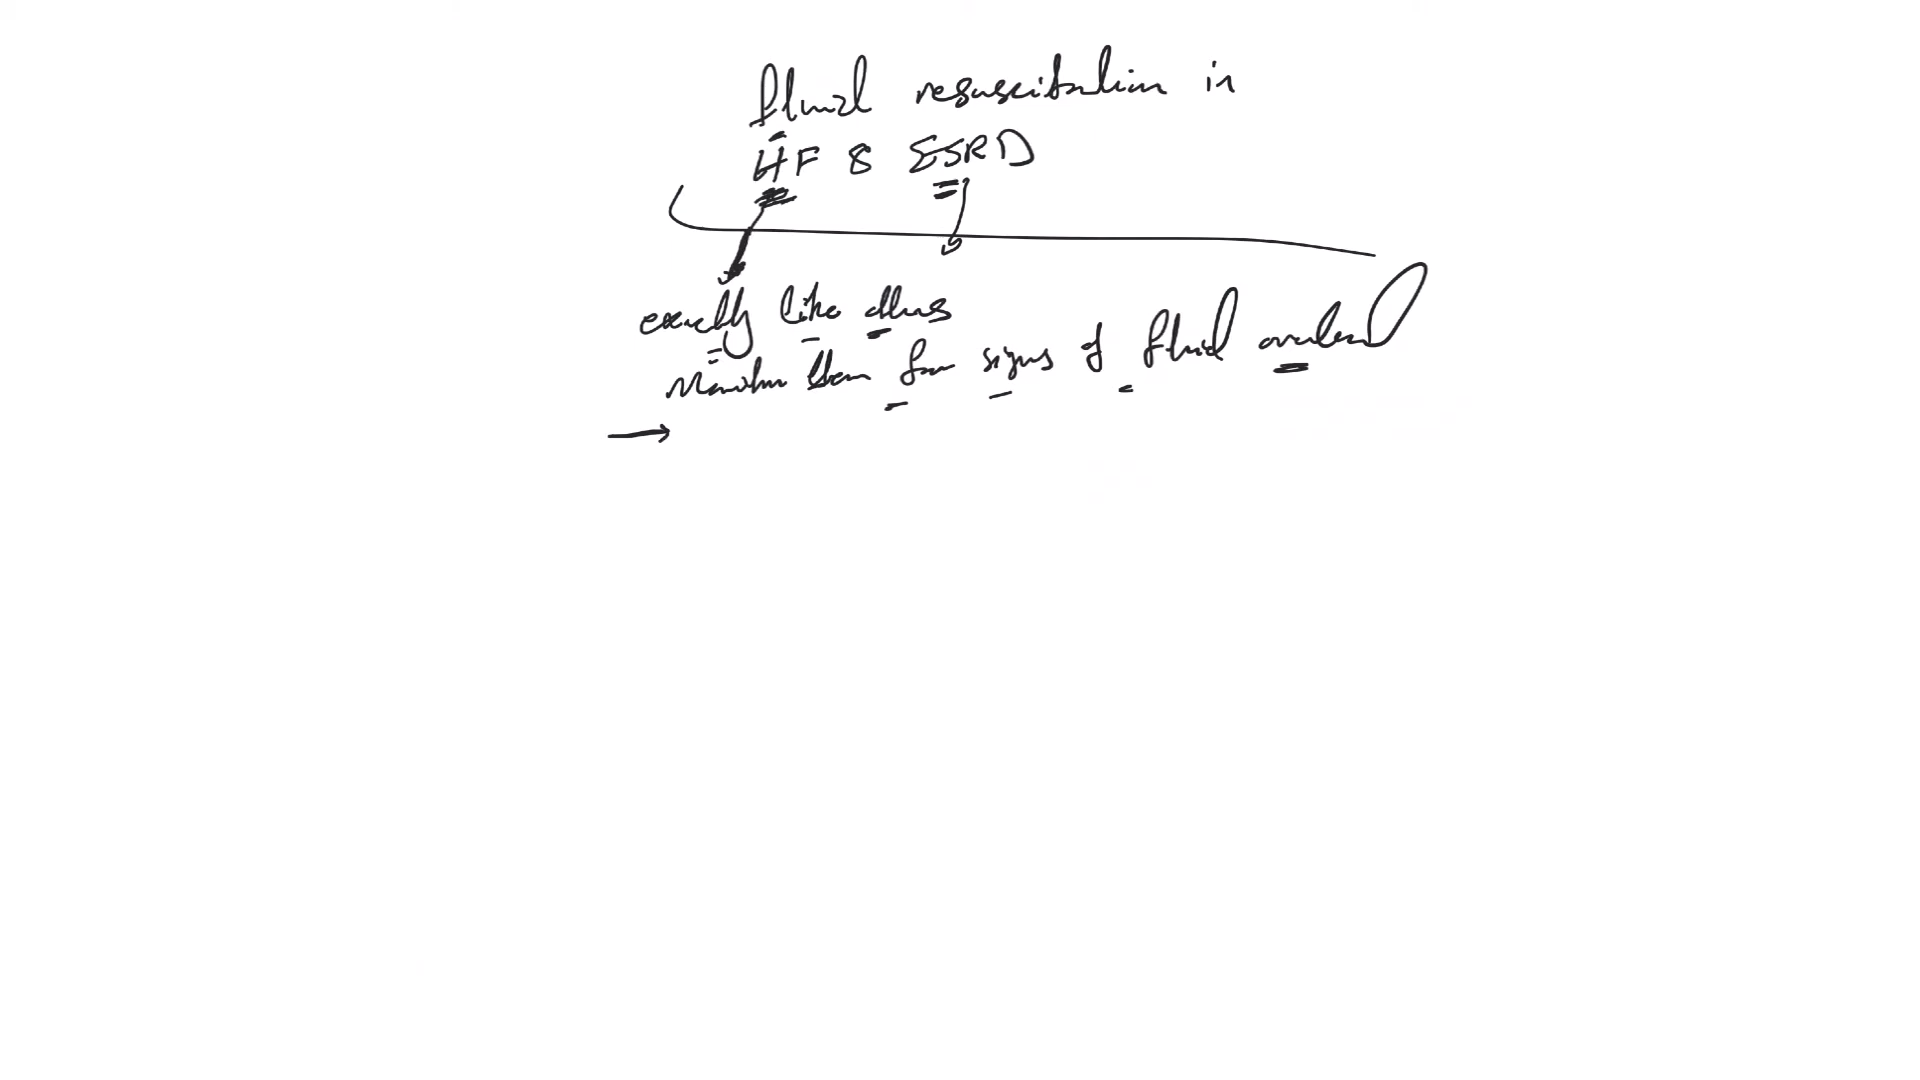 fluid resuscitation in
HF & ESRD
exactly like others
Monitor them for signs of fluid overload